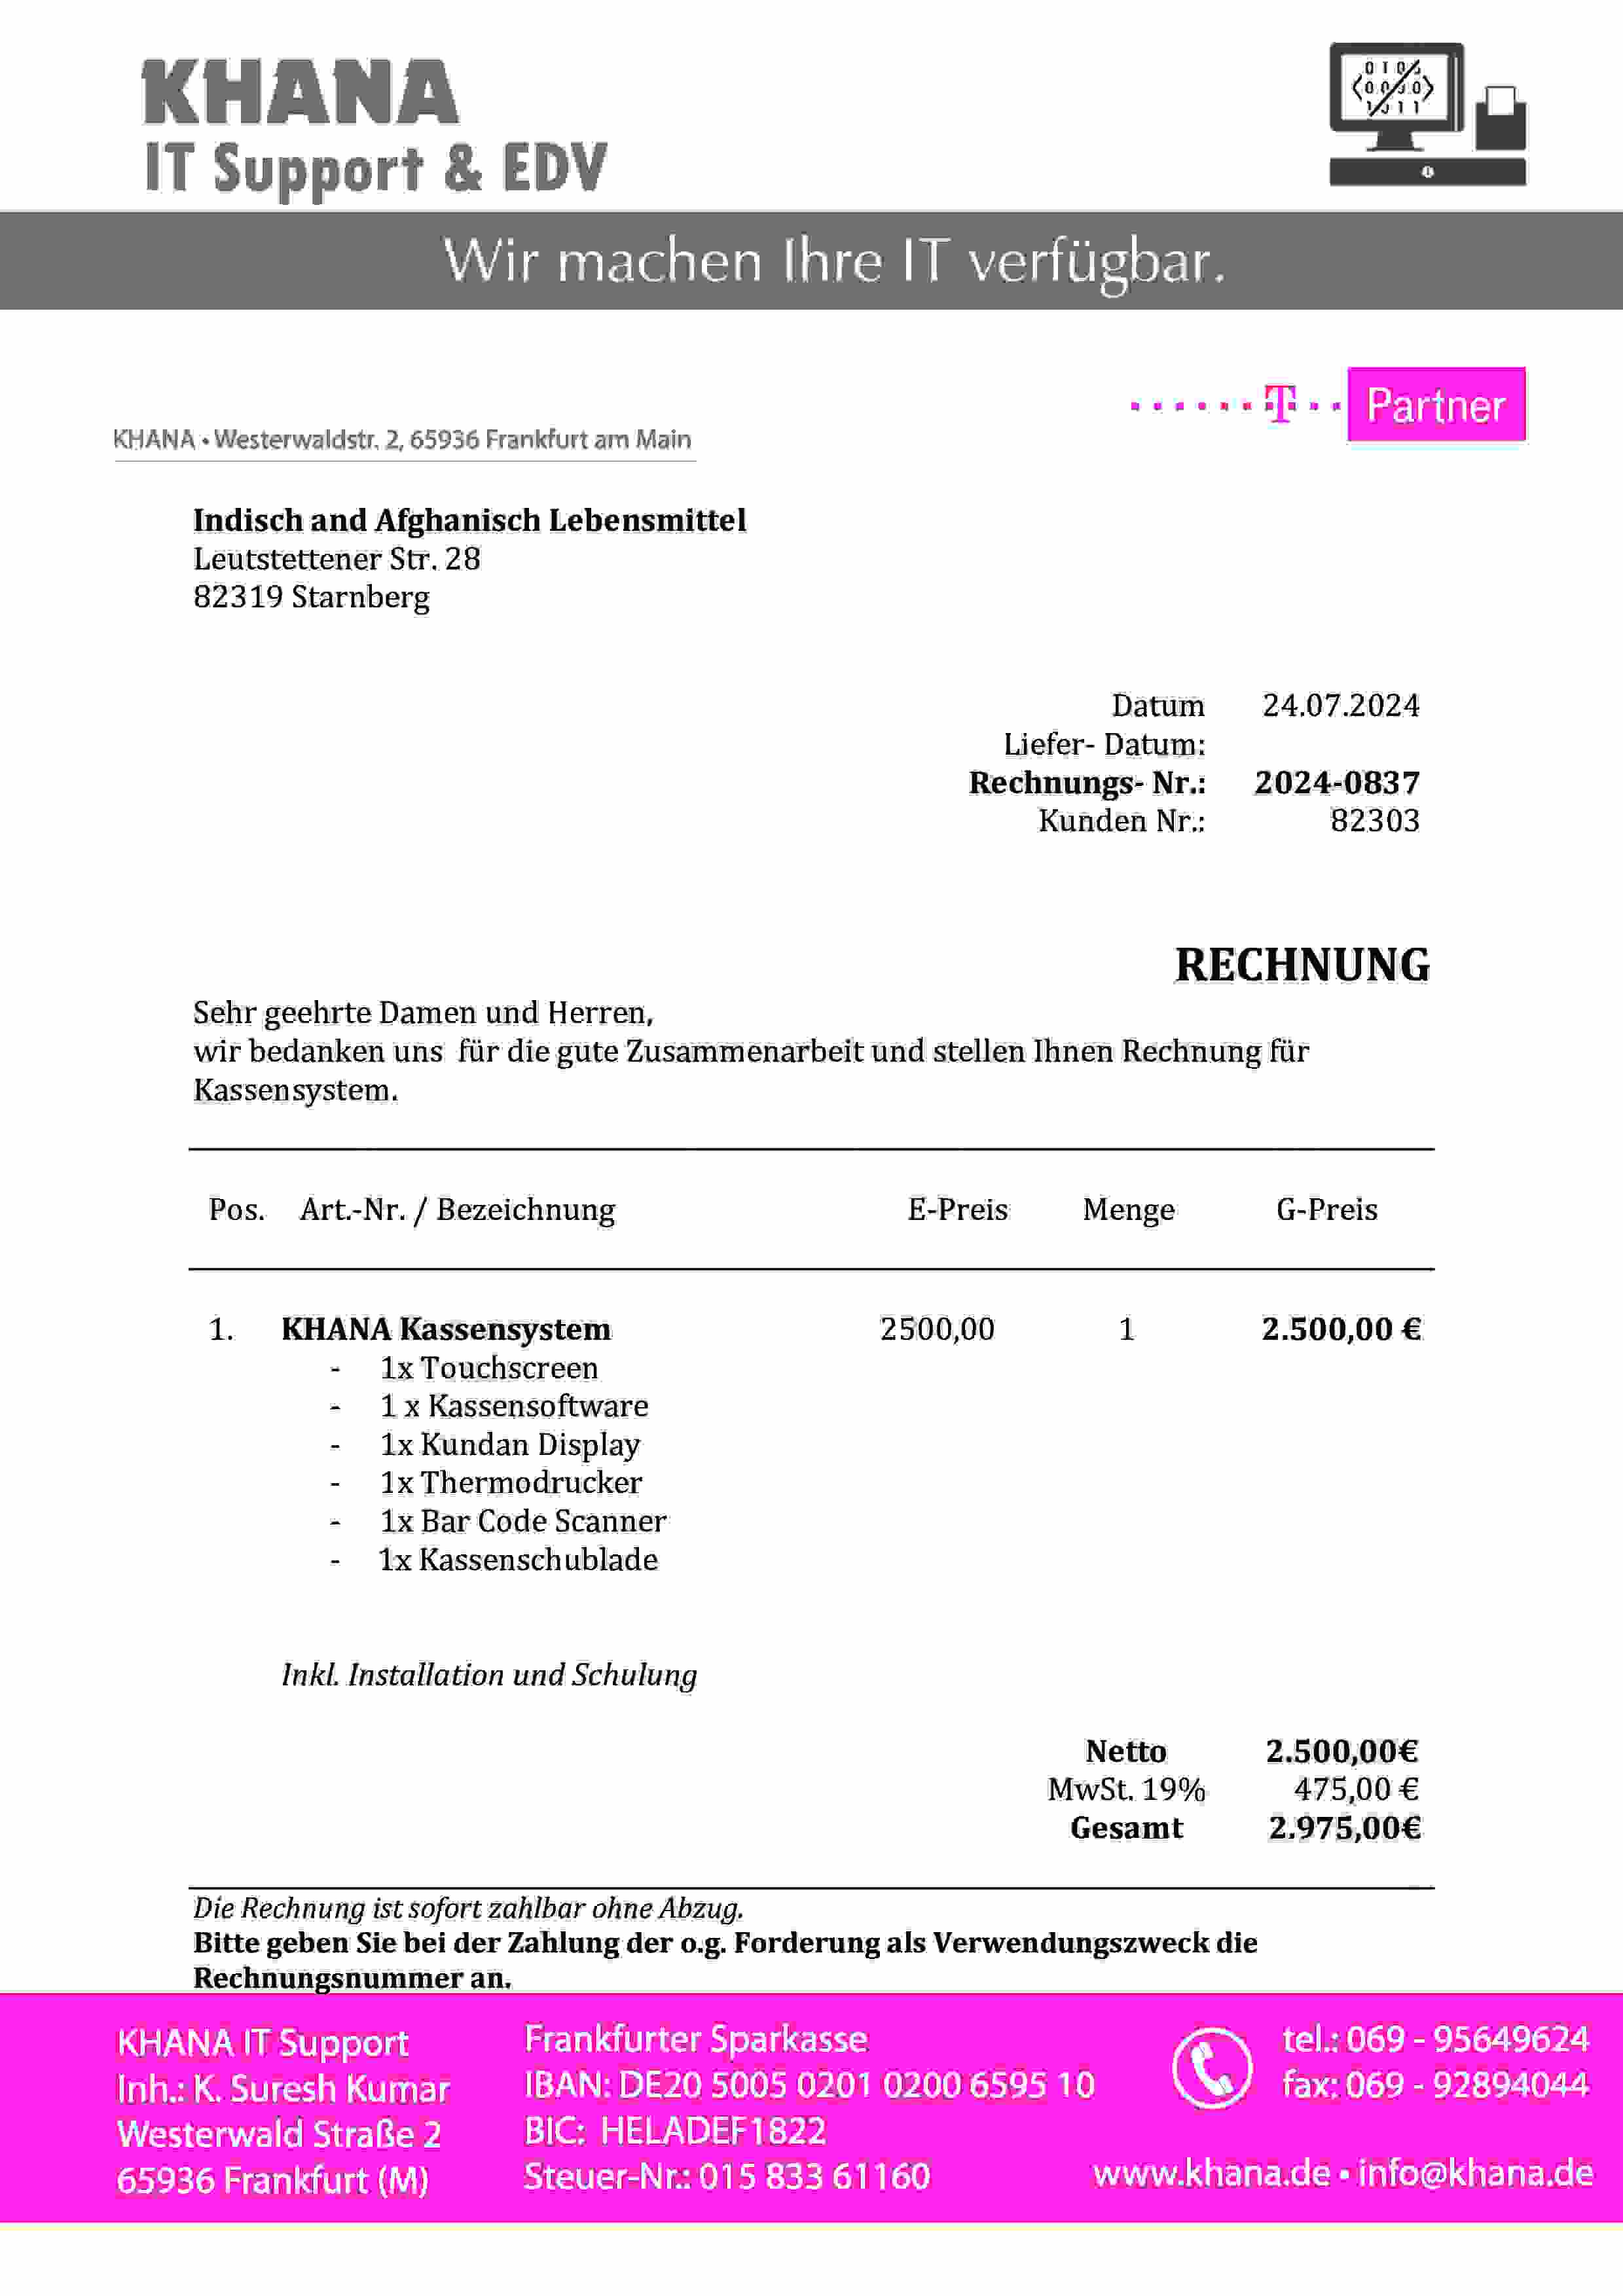 KHANA
IT Support & EDV
Wir machen Ihre IT verfügbar.
T Partner
KHANA • Westerwaldstr. 2, 65936 Frankfurt am Main
Indisch and Afghanisch Lebensmittel
Leutstettener Str. 28
82319 Starnberg
Datum 24.07.2024
Liefer- Datum:
Rechnungs- Nr.: 2024-0837
Kunden Nr.: 82303
RECHNUNG
Sehr geehrte Damen und Herren,
wir bedanken uns für die gute Zusammenarbeit und stellen Ihnen Rechnung für
Kassensystem.
Pos. Art.-Nr. / Bezeichnung E-Preis Menge G-Preis
1. KHANA Kassensystem 2500,00 1 2.500,00 €
- 1x Touchscreen
- 1 x Kassensoftware
- 1x Kundan Display
- 1x Thermodrucker
- 1x Bar Code Scanner
- 1x Kassenschublade
Inkl. Installation und Schulung
Netto 2.500,00€
MwSt. 19% 475,00 €
Gesamt 2.975,00€
Die Rechnung ist sofort zahlbar ohne Abzug.
Bitte geben Sie bei der Zahlung der o.g. Forderung als Verwendungszweck die
Rechnungsnummer an.
KHANA IT Support
Inh.: K. Suresh Kumar
Westerwald Straße 2
65936 Frankfurt (M)
Frankfurter Sparkasse
IBAN: DE20 5005 0201 0200 6595 10
BIC: HELADEF1822
Steuer-Nr.: 015 833 61160
tel.: 069 - 95649624
fax: 069 - 92894044
www.khana.de • info@khana.de